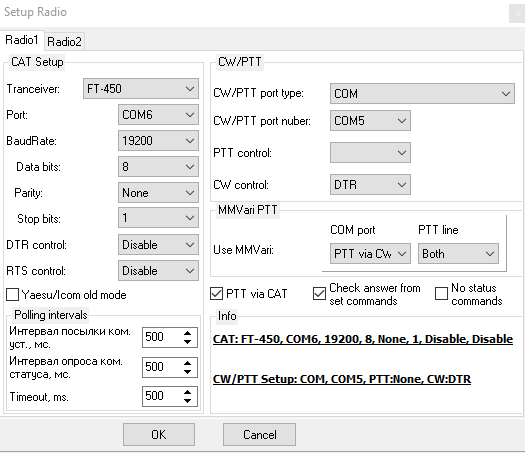 Setup Radio
Radio1 Radio2
CAT Setup
Tranceiver: FT-450
Port: COM6
BaudRate: 19200
Data bits: 8
Parity: None
Stop bits: 1
DTR control: Disable
RTS control: Disable
Yaesu/Icom old mode
Polling intervals
Интервал посылки ком.
уст., мс. 500
Интервал опроса ком.
статуса, мс. 500
Timeout, ms. 500
CW/PTT
CW/PTT port type: COM
CW/PTT port nuber: COM5
PTT control:
CW control: DTR
MMVari PTT
COM port PTT line
Use MMVari: PTT via CW Both
PTT via CAT
Check answer from
set commands
No status
commands
Info
CAT: FT-450, COM6, 19200, 8, None, 1, Disable, Disable
CW/PTT Setup: COM, COM5, PTT:None, CW:DTR
OK Cancel